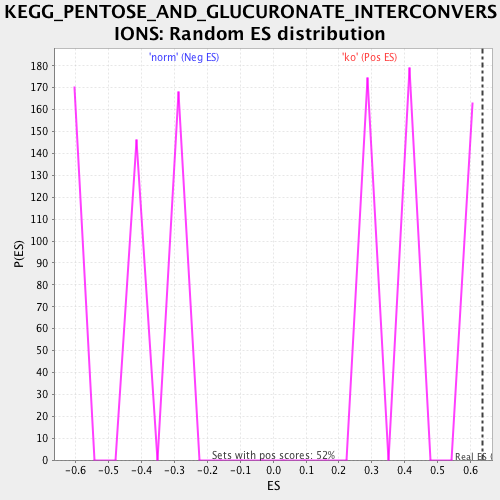 KEGG_PENTOSE_AND_GLUCURONATE_INTERCONVERS
IONS: Random ES distribution
'norm' (Neg ES) 'ko' (Pos ES)
180
170
160
150
140
130
120
110
100
90
80
70
60
50
40
30
20
10
0
P(ES)
Sets with pos scores: 52%
Real ES (
-0.6 -0.5 -0.4 -0.3 -0.2 -0.1 0.0 0.1 0.2 0.3 0.4 0.5 0.6
ES